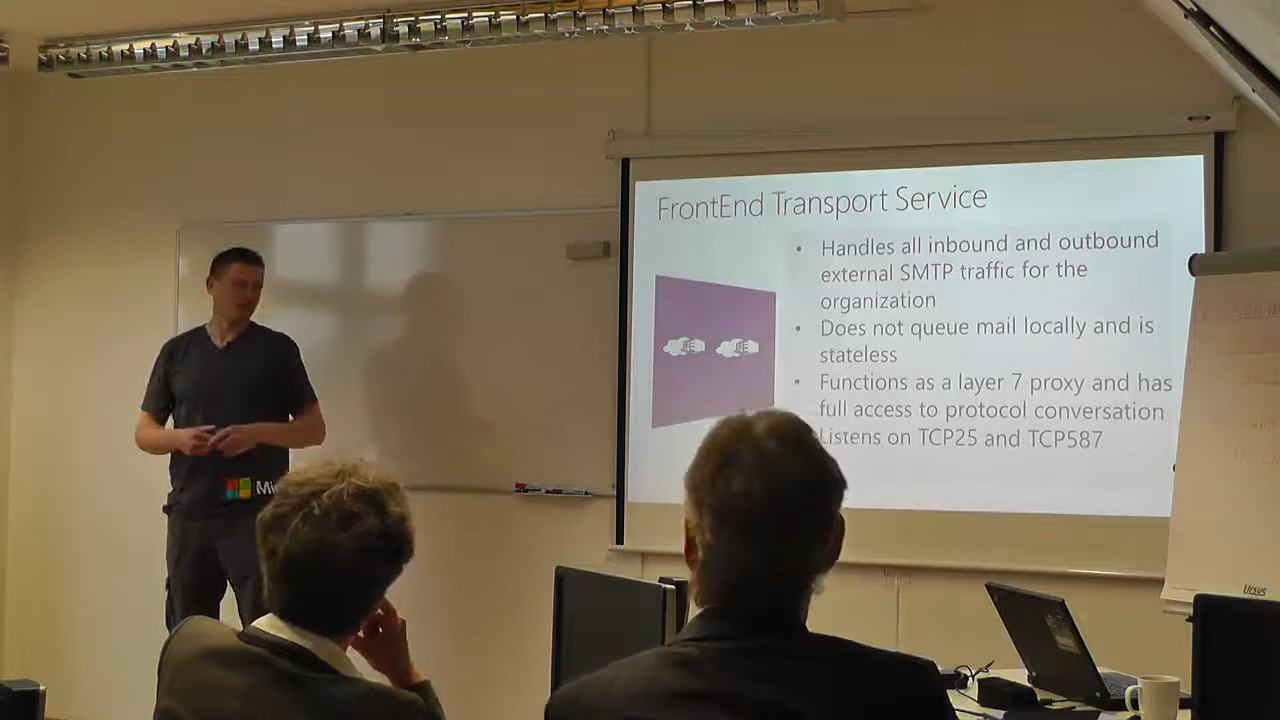 FrontEnd Transport Service
• Handles all inbound and outbound
external SMTP traffic for the
organization
• Does not queue mail locally and is
stateless
• Functions as a layer 7 proxy and has
full access to protocol conversation
Listens on TCP25 and TCP587
Ursus